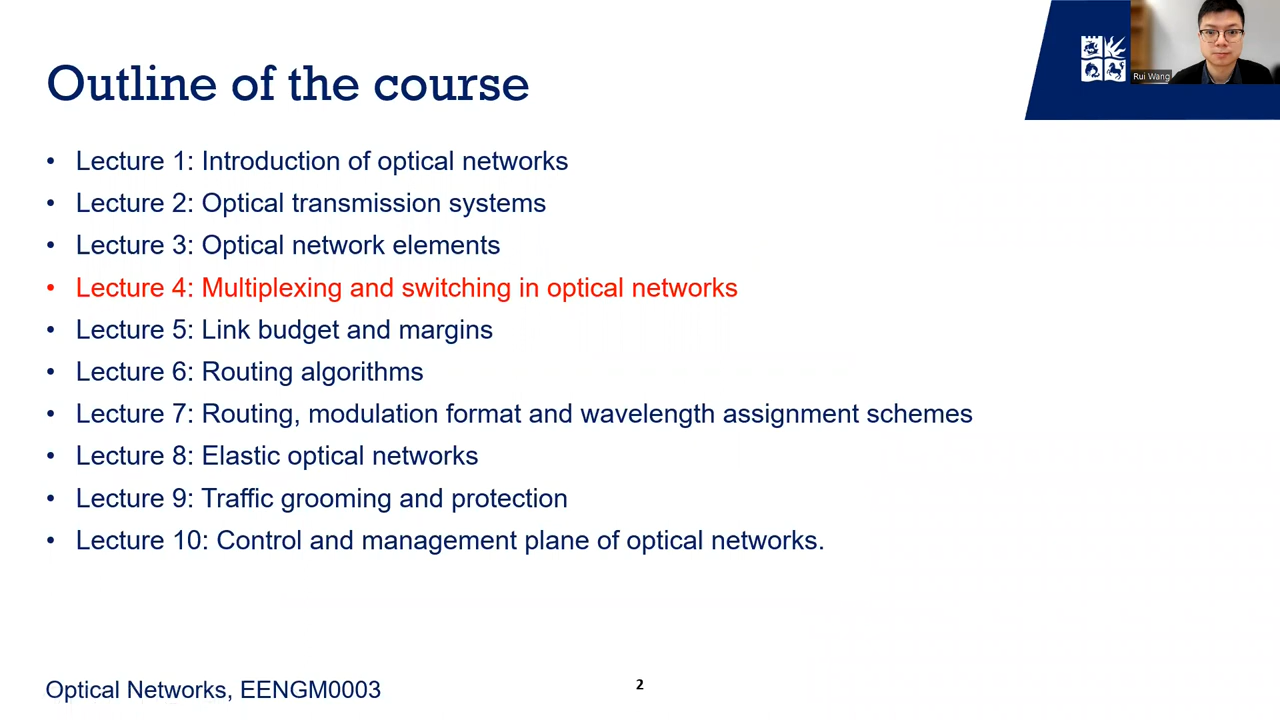 Outline of the course
Rui Wang
• Lecture 1: Introduction of optical networks
• Lecture 2: Optical transmission systems
• Lecture 3: Optical network elements
• Lecture 4: Multiplexing and switching in optical networks
• Lecture 5: Link budget and margins
• Lecture 6: Routing algorithms
• Lecture 7: Routing, modulation format and wavelength assignment schemes
• Lecture 8: Elastic optical networks
• Lecture 9: Traffic grooming and protection
• Lecture 10: Control and management plane of optical networks.
Optical Networks, EENGM0003
2